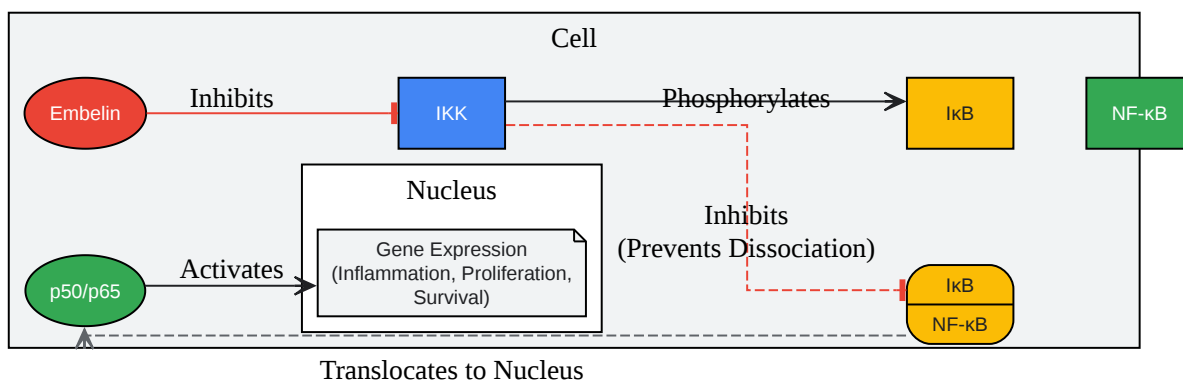 Cell
Embelin
Inhibits
IKK
Phosphorylates
IκB
NF-κB
Nucleus
Gene Expression
(Inflammation, Proliferation,
Survival)
Inhibits
(Prevents Dissociation)
p50/p65
Activates
IκB
NF-κB
Translocates to Nucleus